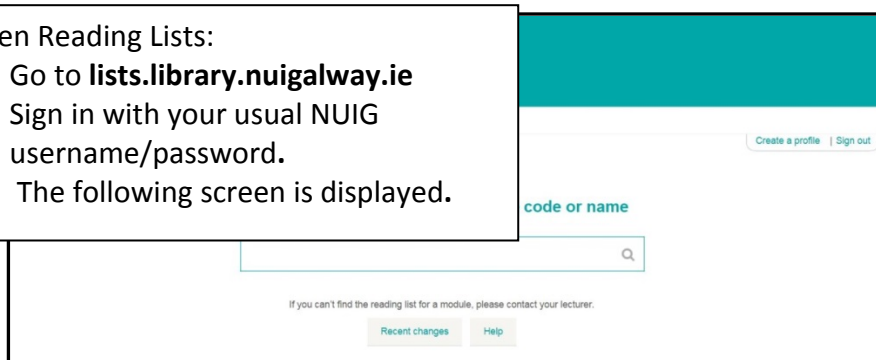 en Reading Lists:
Go to lists.library.nuigalway.ie
Sign in with your usual NUIG
username/password.
The following screen is displayed.
Create a profile | Sign out
code or name
If you can't find the reading list for a module, please contact your lecturer.
Recent changes Help